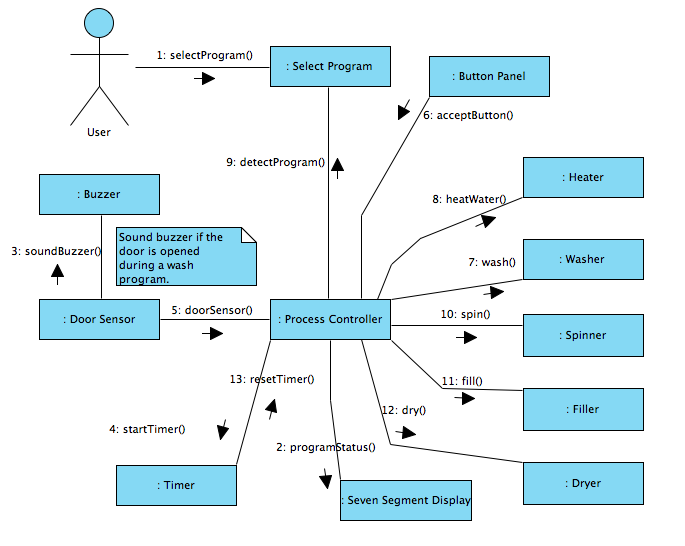 1: selectProgram()
: Select Program
: Button Panel
6: acceptButton()
User
9: detectProgram()
: Heater
8: heatWater()
: Buzzer
Sound buzzer if the
door is opened
during a wash
program.
3: soundBuzzer()
7: wash()
: Washer
5: doorSensor()
: Door Sensor
: Process Controller
10: spin()
: Spinner
13: resetTimer()
11: fill()
: Filler
12: dry()
4: startTimer()
2: programStatus()
: Timer
: Seven Segment Display
: Dryer